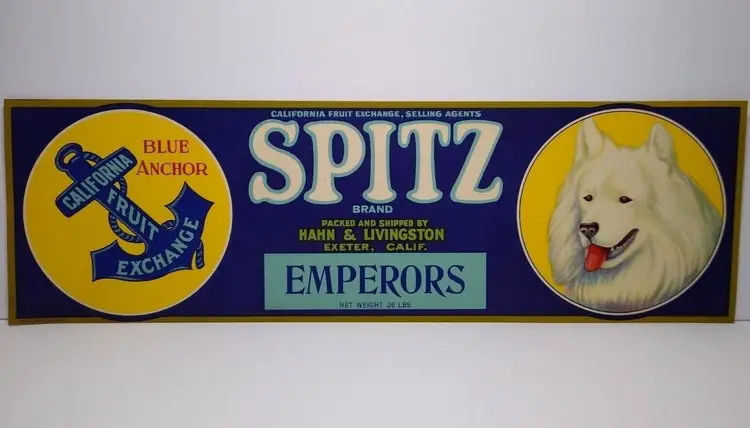 BLUE
ANCHOR
CALIFORNIA
FRUIT
EXCHANGE
CALIFORNIA FRUIT EXCHANGE, SELLING AGENTS
SPITZ
BRAND
PACKED AND SHIPPED BY
HAHN & LIVINGSTON
EXETER, CALIF.
EMPERORS
NET WEIGHT 26 LBS